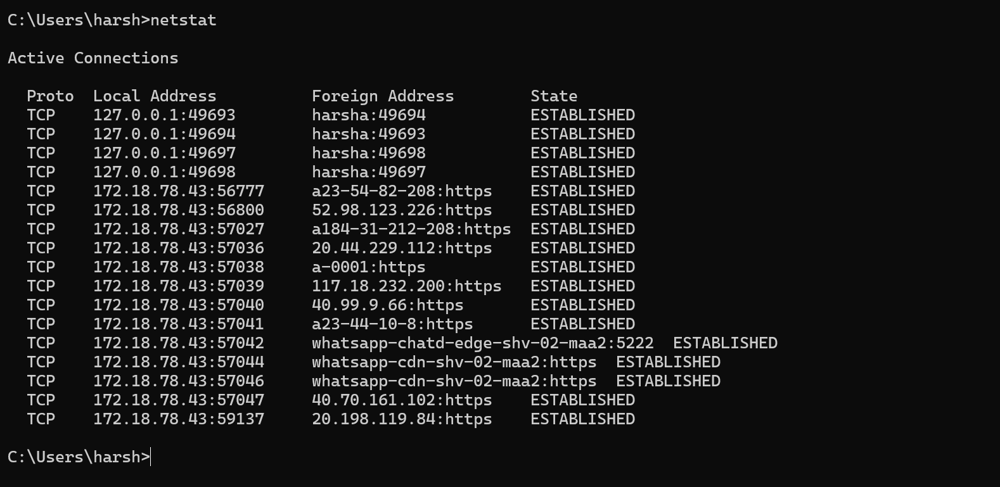 C:\Users\harsh>netstat
Active Connections
Proto  Local Address          Foreign Address        State
TCP    127.0.0.1:49693        harsha:49694           ESTABLISHED
TCP    127.0.0.1:49694        harsha:49693           ESTABLISHED
TCP    127.0.0.1:49697        harsha:49698           ESTABLISHED
TCP    127.0.0.1:49698        harsha:49697           ESTABLISHED
TCP    172.18.78.43:56777     a23-54-82-208:https    ESTABLISHED
TCP    172.18.78.43:56800     52.98.123.226:https    ESTABLISHED
TCP    172.18.78.43:57027     a184-31-212-208:https  ESTABLISHED
TCP    172.18.78.43:57036     20.44.229.112:https    ESTABLISHED
TCP    172.18.78.43:57038     a-0001:https           ESTABLISHED
TCP    172.18.78.43:57039     117.18.232.200:https   ESTABLISHED
TCP    172.18.78.43:57040     40.99.9.66:https       ESTABLISHED
TCP    172.18.78.43:57041     a23-44-10-8:https      ESTABLISHED
TCP    172.18.78.43:57042     whatsapp-chatd-edge-shv-02-maa2:5222  ESTABLISHED
TCP    172.18.78.43:57044     whatsapp-cdn-shv-02-maa2:https  ESTABLISHED
TCP    172.18.78.43:57046     whatsapp-cdn-shv-02-maa2:https  ESTABLISHED
TCP    172.18.78.43:57047     40.70.161.102:https    ESTABLISHED
TCP    172.18.78.43:59137     20.198.119.84:https    ESTABLISHED
C:\Users\harsh>